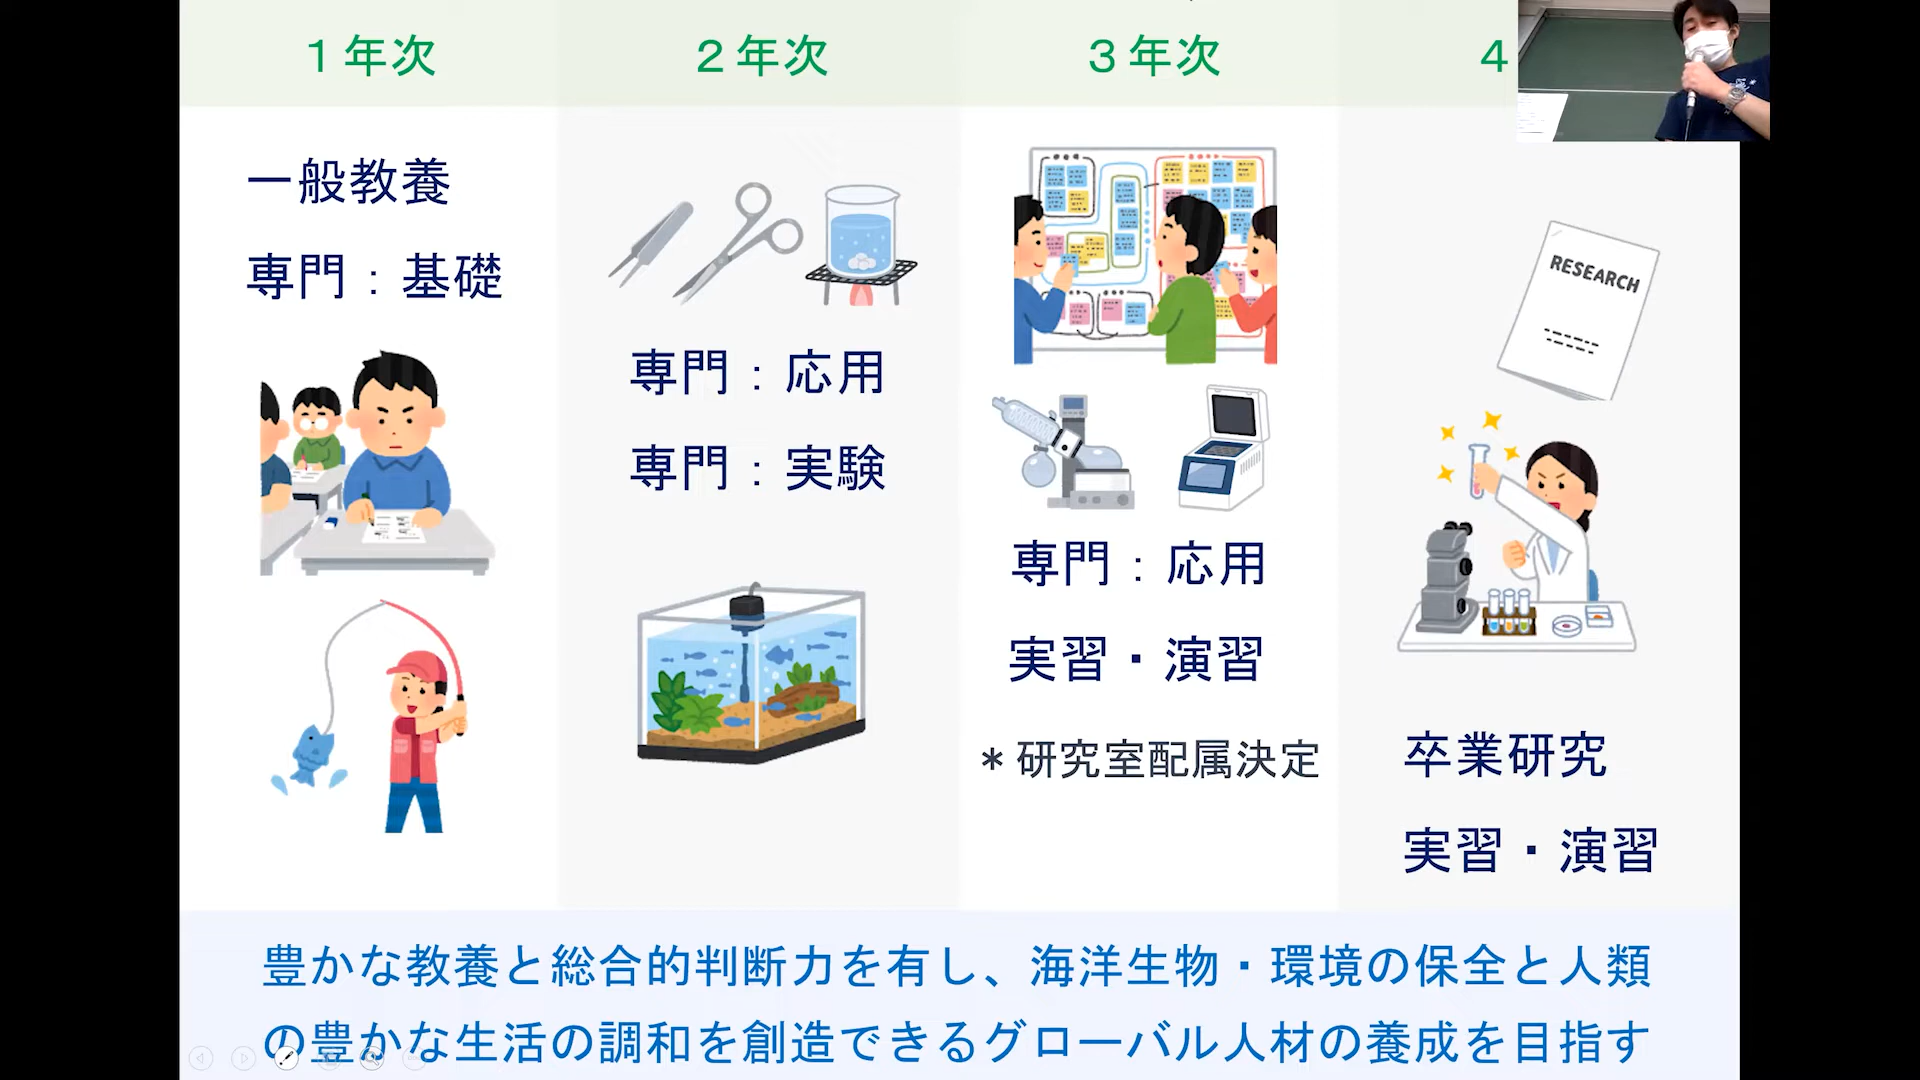 1年次
2年次
3年次
4
一般教養
専門：基礎
専門：応用
専門：実験
専門：応用
実習・演習
＊研究室配属決定
RESEARCH
卒業研究
実習・演習
豊かな教養と総合的判断力を有し、海洋生物・環境の保全と人類
の豊かな生活の調和を創造できるグローバル人材の養成を目指す